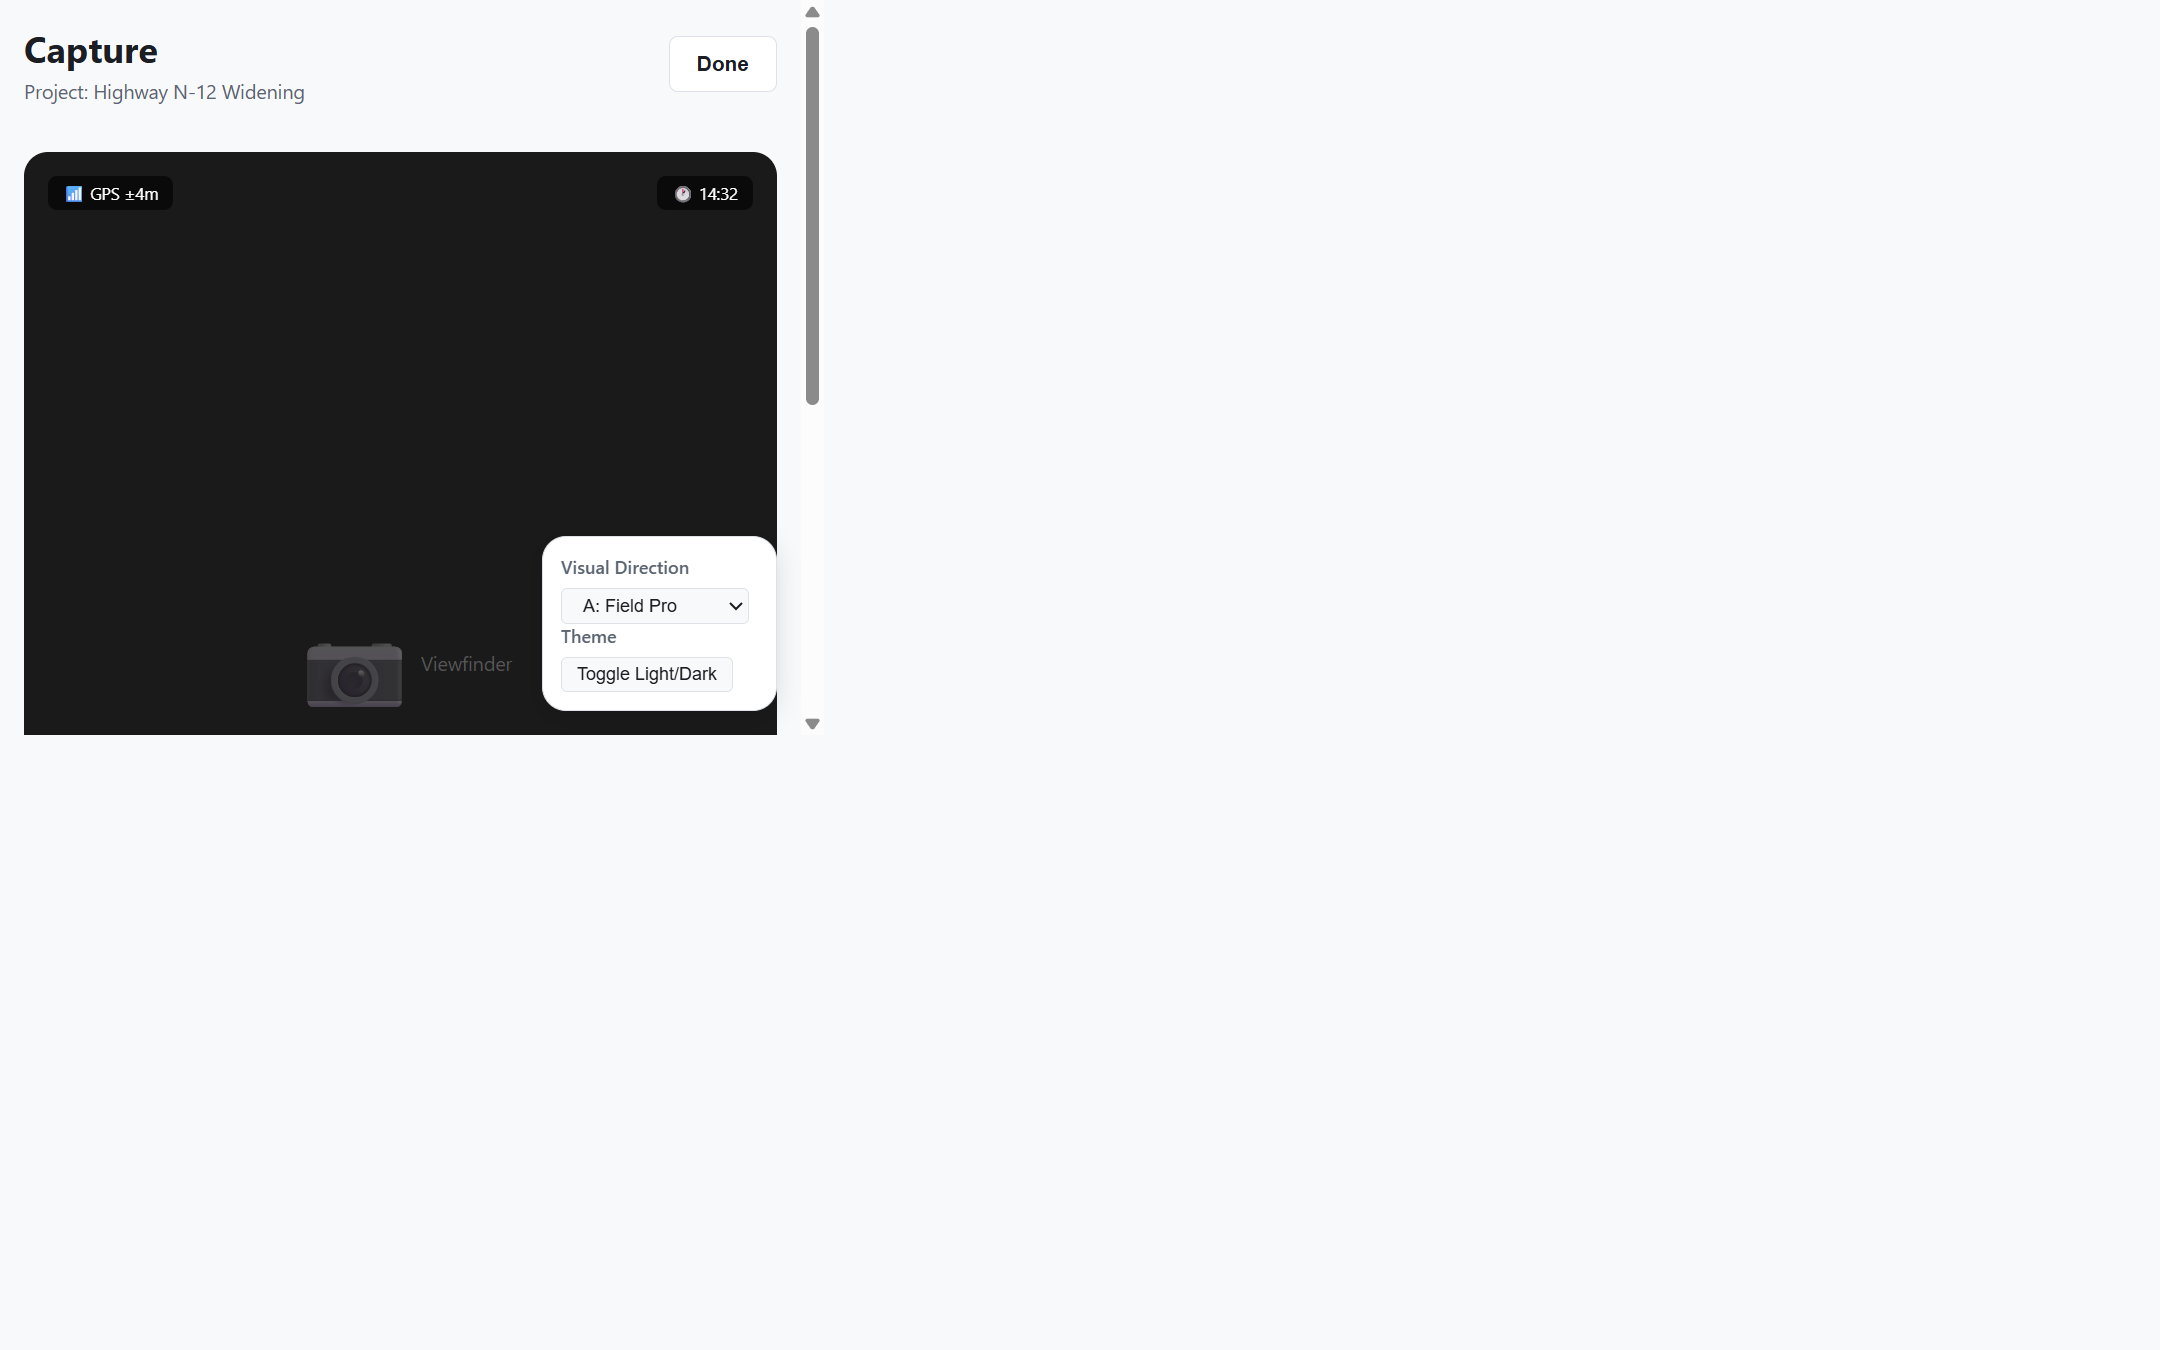 Capture
Done
Project: Highway N-12 Widening
GPS ±4m
14:32
Visual Direction
A: Field Pro
Theme
Viewfinder
Toggle Light/Dark